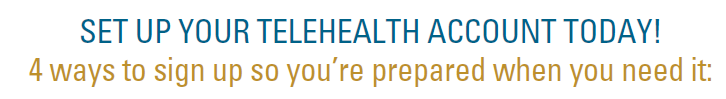 SET UP YOUR TELEHEALTH ACCOUNT TODAY!
4 ways to sign up so you’re prepared when you need it: